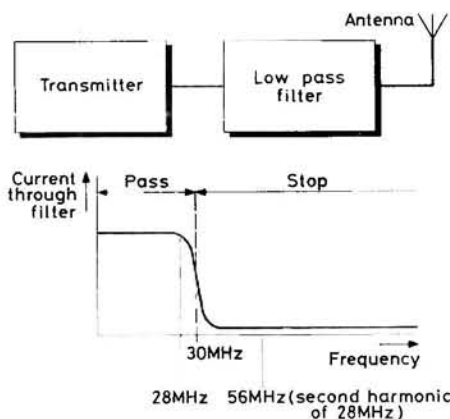 Antenna
Transmitter
Low pass
filter
Current
through
filter
Pass
Stop
30MHz
Frequency
28MHz
56MHz (second harmonic
of 28MHz)